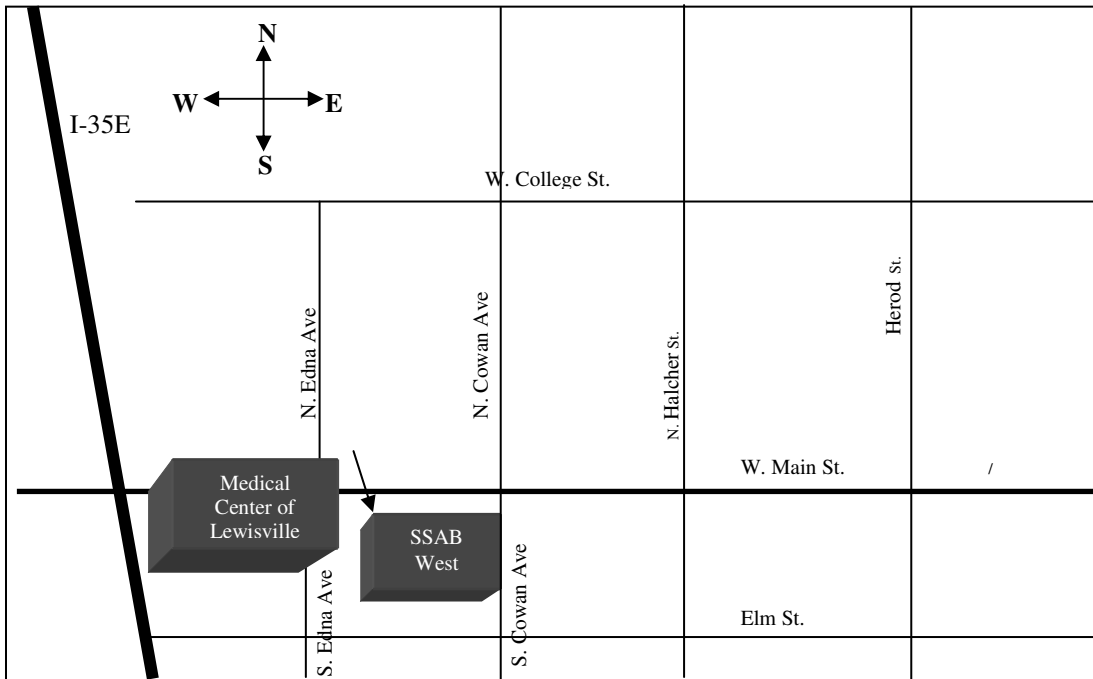 N
W E
S
I-35E
W. College St.
N. Edna Ave
N. Cowan Ave
N. Halcher St.
Herod St.
W. Main St.
/
Medical
Center of
Lewisville
SSAB
West
S. Edna Ave
S. Cowan Ave
Elm St.